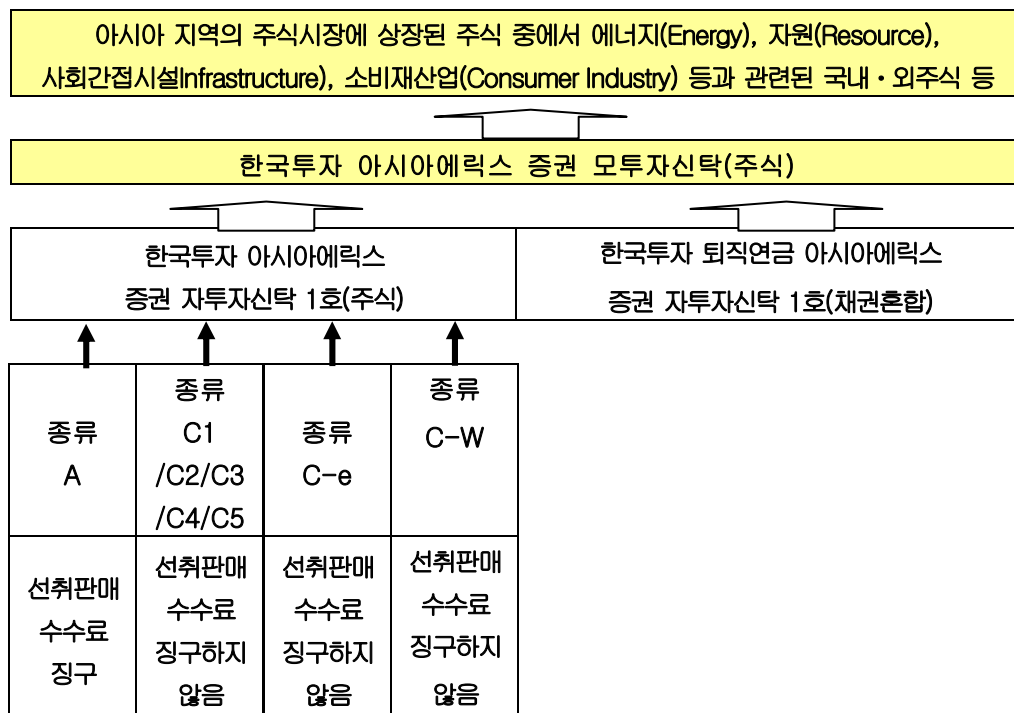 아시아 지역의 주식시장에 상장된 주식 중에서 에너지(Energy), 자원(Resource),
사회간접시설Infrastructure), 소비재산업(Consumer Industry) 등과 관련된 국내·외주식 등
한국투자 아시아에릭스 증권 모투자신탁(주식)
한국투자 아시아에릭스
증권 자투자신탁 1호(주식)
한국투자 퇴직연금 아시아에릭스
증권 자투자신탁 1호(채권혼합)
종류
A
종류
C1
/C2/C3
/C4/C5
종류
C-e
종류
C-W
선취판매
수수료
징구
선취판매
수수료
징구하지
않음
선취판매
수수료
징구하지
않음
선취판매
수수료
징구하지
않음